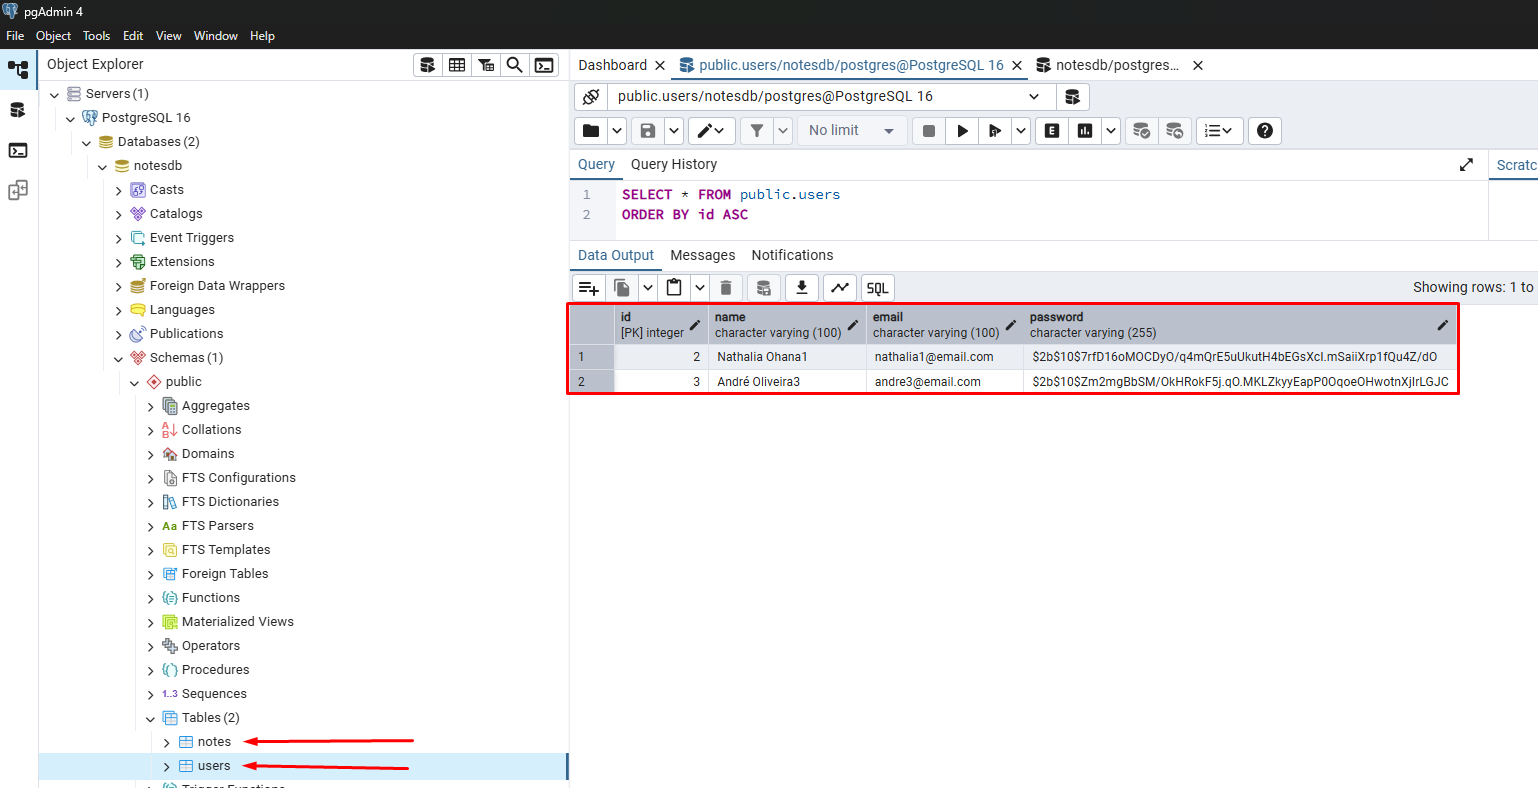 pgAdmin 4
File Object Tools Edit View Window Help
Object Explorer
Servers (1)
PostgreSQL 16
Databases (2)
notesdb
Casts
Catalogs
Event Triggers
Extensions
Foreign Data Wrappers
Languages
Publications
Schemas (1)
public
Aggregates
Collations
Domains
FTS Configurations
FTS Dictionaries
Aa FTS Parsers
FTS Templates
Foreign Tables
Functions
Materialized Views
Operators
Procedures
1..3 Sequences
Tables (2)
notes
users
Trigger Functions
Dashboard public.users/notesdb/postgres@PostgreSQL 16 notesdb/postgres...
public.users/notesdb/postgres@PostgreSQL 16
No limit E
Query Query History Scratc
1 SELECT * FROM public.users
2 ORDER BY id ASC
Data Output Messages Notifications
SQL Showing rows: 1 to
id name email password
[PK] integer character varying (100) character varying (100) character varying (255)
1 2 Nathalia Ohana1 nathalia1@email.com $2b$10$7rfD16oMOCDyO/q4mQrE5uUkutH4bEGsXcI.mSaiiXrp1fQu4Z/dO
2 3 André Oliveira3 andre3@email.com $2b$10$Zm2mgBbSM/OkHRokF5j.qO.MKLZkyyEapP0OqoeOHwotnXjIrLGJC